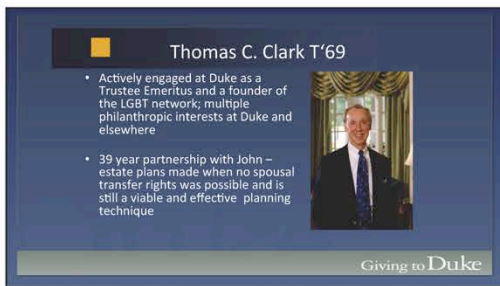 Thomas C. Clark T‘69
• Actively engaged at Duke as a
Trustee Emeritus and a founder of
the LGBT network; multiple
philanthropic interests at Duke and
elsewhere
• 39 year partnership with John –
estate plans made when no spousal
transfer rights was possible and is
still a viable and effective planning
technique
Giving to Duke